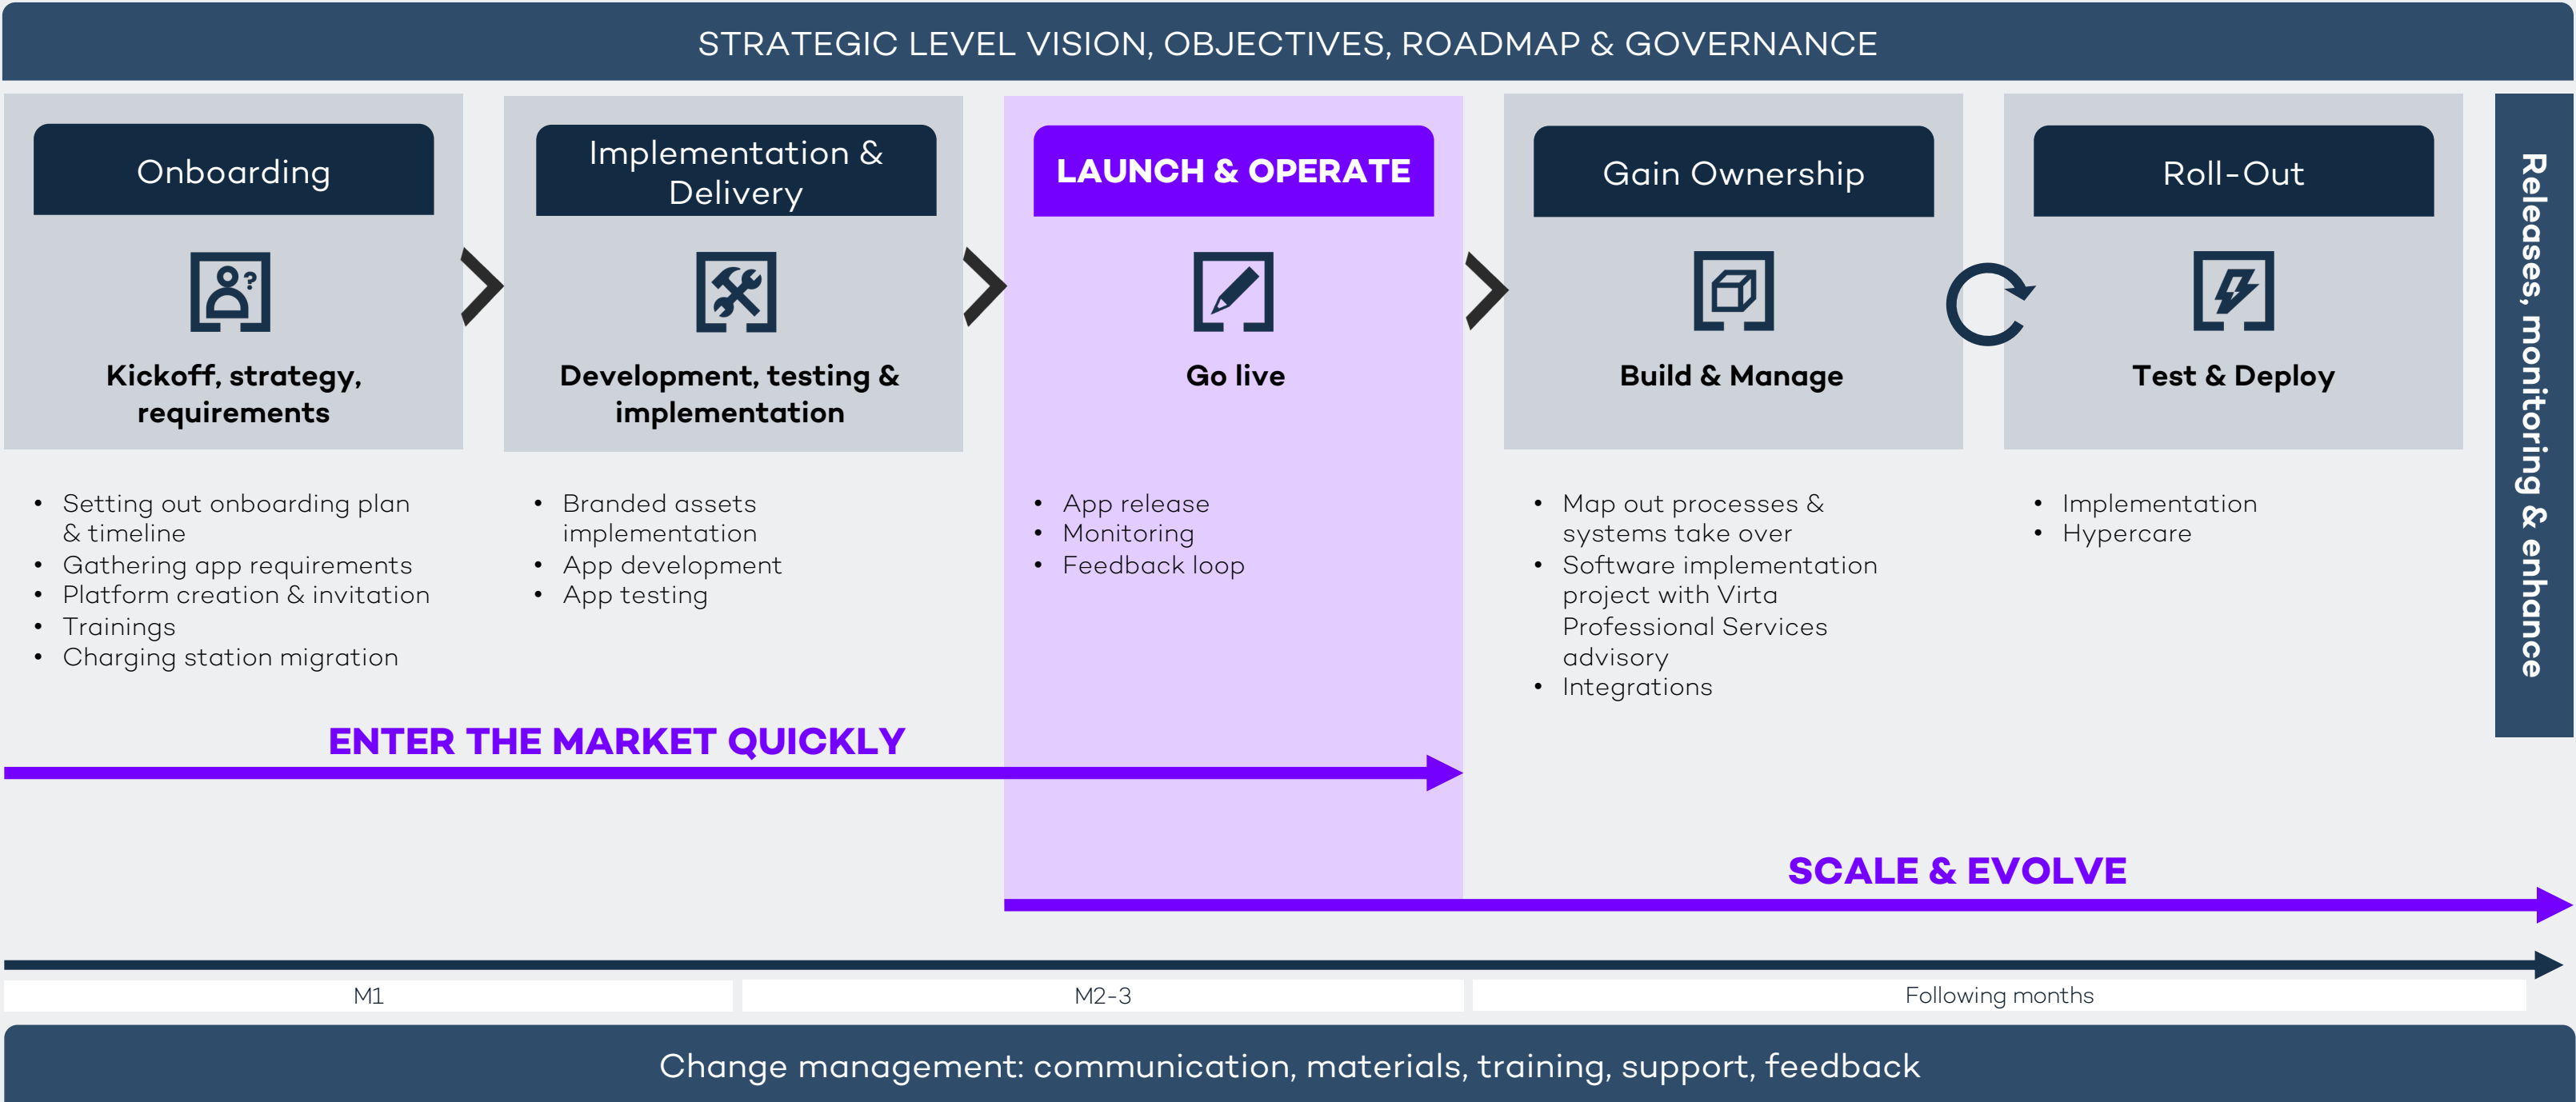 STRATEGIC LEVEL VISION, OBJECTIVES, ROADMAP & GOVERNANCE
Onboarding
?
Kickoff, strategy,
requirements
• Setting out onboarding plan
& timeline
• Gathering app requirements
• Platform creation & invitation
• Trainings
• Charging station migration
Implementation &
Delivery
Development, testing &
implementation
• Branded assets
implementation
• App development
• App testing
LAUNCH & OPERATE
Go live
• App release
• Monitoring
• Feedback loop
Gain Ownership
Build & Manage
• Map out processes &
systems take over
• Software implementation
project with Virta
Professional Services
advisory
• Integrations
Roll-Out
Test & Deploy
• Implementation
• Hypercare
Releases, monitoring & enhance
ENTER THE MARKET QUICKLY
SCALE & EVOLVE
M1
M2-3
Following months
Change management: communication, materials, training, support, feedback